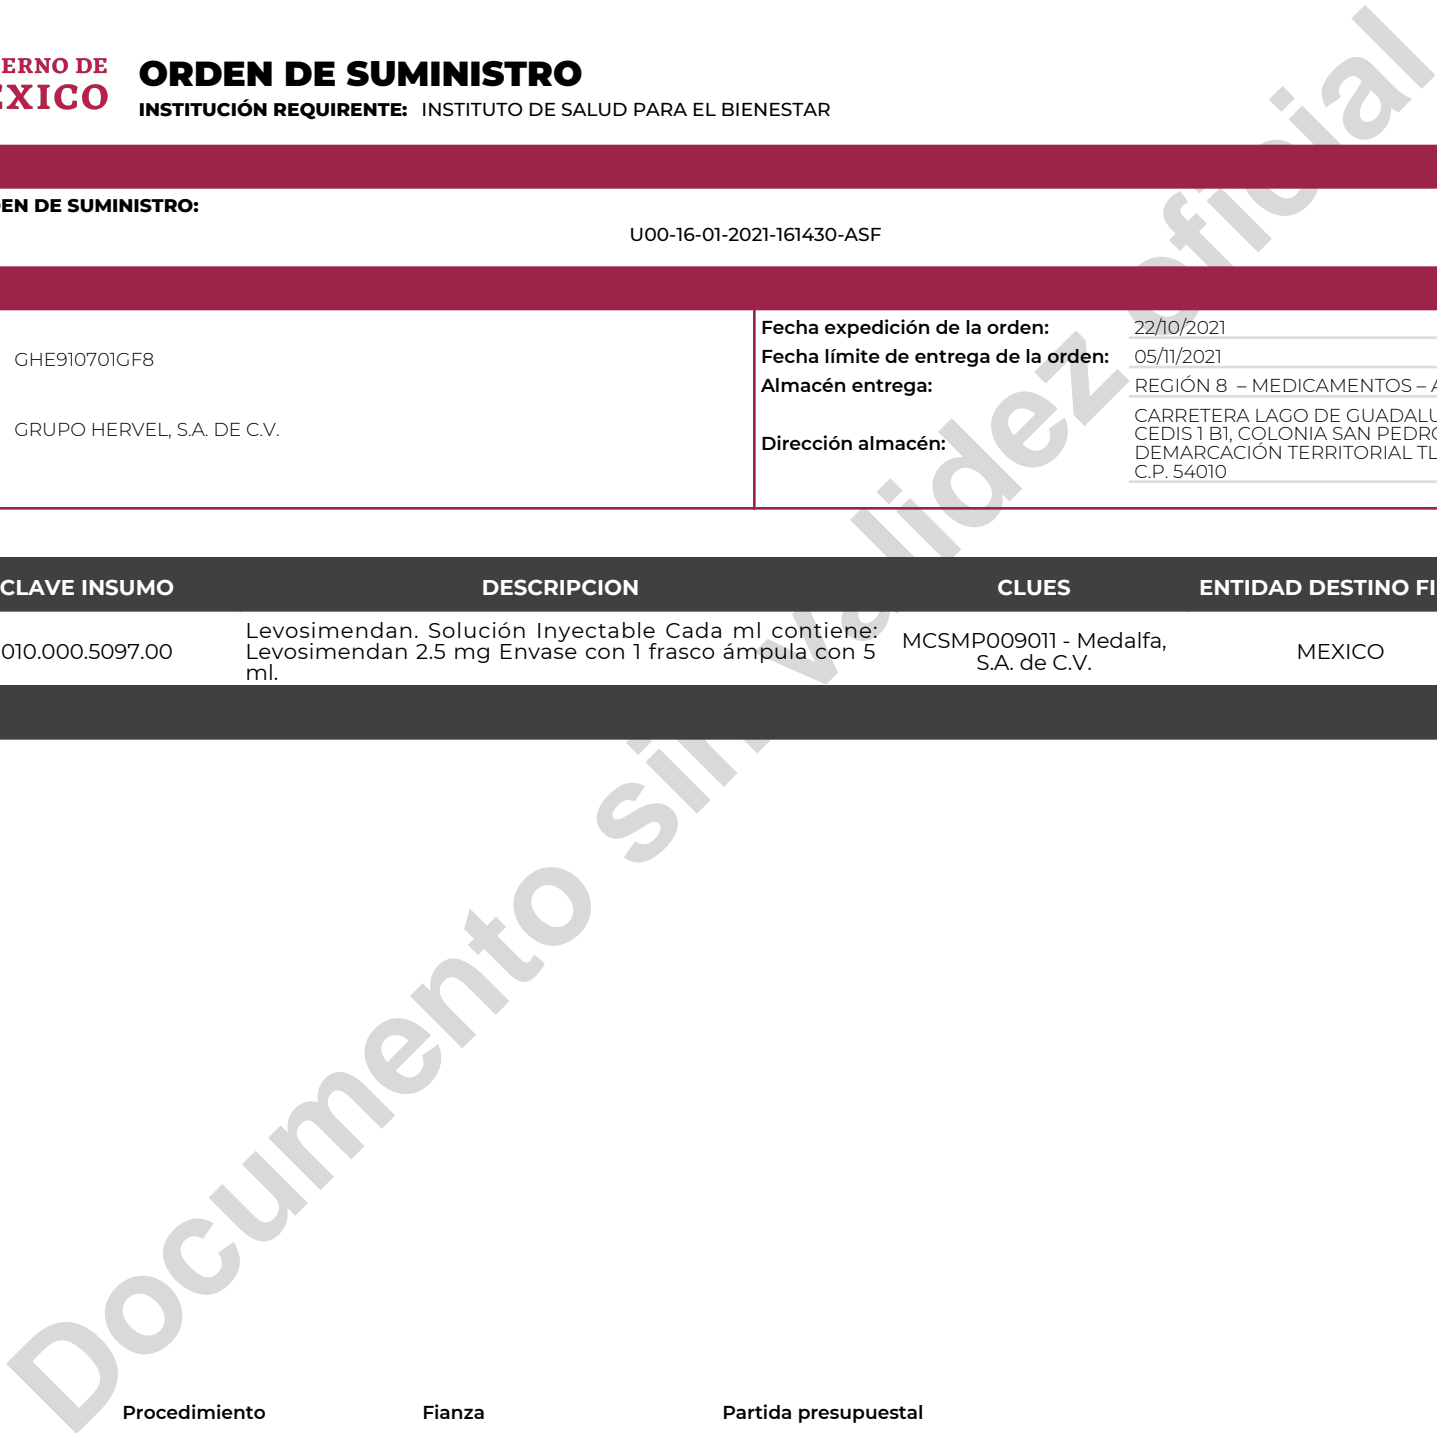 ERNO DE
EXICO
ORDEN DE SUMINISTRO
INSTITUCIÓN REQUIRENTE: INSTITUTO DE SALUD PARA EL BIENESTAR
EN DE SUMINISTRO:
U00-16-01-2021-161430-ASF
GHE910701GF8
GRUPO HERVEL, S.A. DE C.V.
Fecha expedición de la orden: 22/10/2021
Fecha límite de entrega de la orden: 05/11/2021
Almacén entrega: REGIÓN 8 – MEDICAMENTOS – A
Dirección almacén:
CARRETERA LAGO DE GUADALU
CEDIS 1 B1, COLONIA SAN PEDRO
DEMARCACIÓN TERRITORIAL TL
C.P. 54010
CLAVE INSUMO DESCRIPCION CLUES ENTIDAD DESTINO FI
010.000.5097.00
Levosimendan. Solución Inyectable Cada ml contiene:
Levosimendan 2.5 mg Envase con 1 frasco ámpula con 5
ml.
MCSMP009011 - Medalfa,
S.A. de C.V.
MEXICO
Documento sin validez oficial
Procedimiento Fianza Partida presupuestal